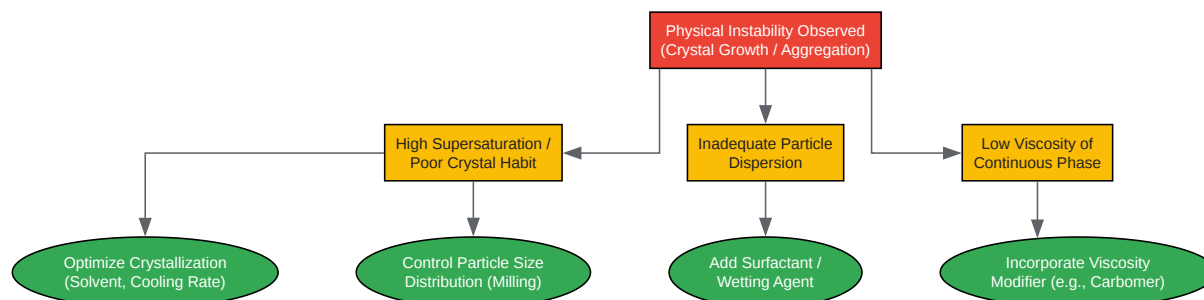 Physical Instability Observed
(Crystal Growth / Aggregation)
High Supersaturation /
Poor Crystal Habit
Inadequate Particle
Dispersion
Low Viscosity of
Continuous Phase
Optimize Crystallization
(Solvent, Cooling Rate)
Control Particle Size
Distribution (Milling)
Add Surfactant /
Wetting Agent
Incorporate Viscosity
Modifier (e.g., Carbomer)